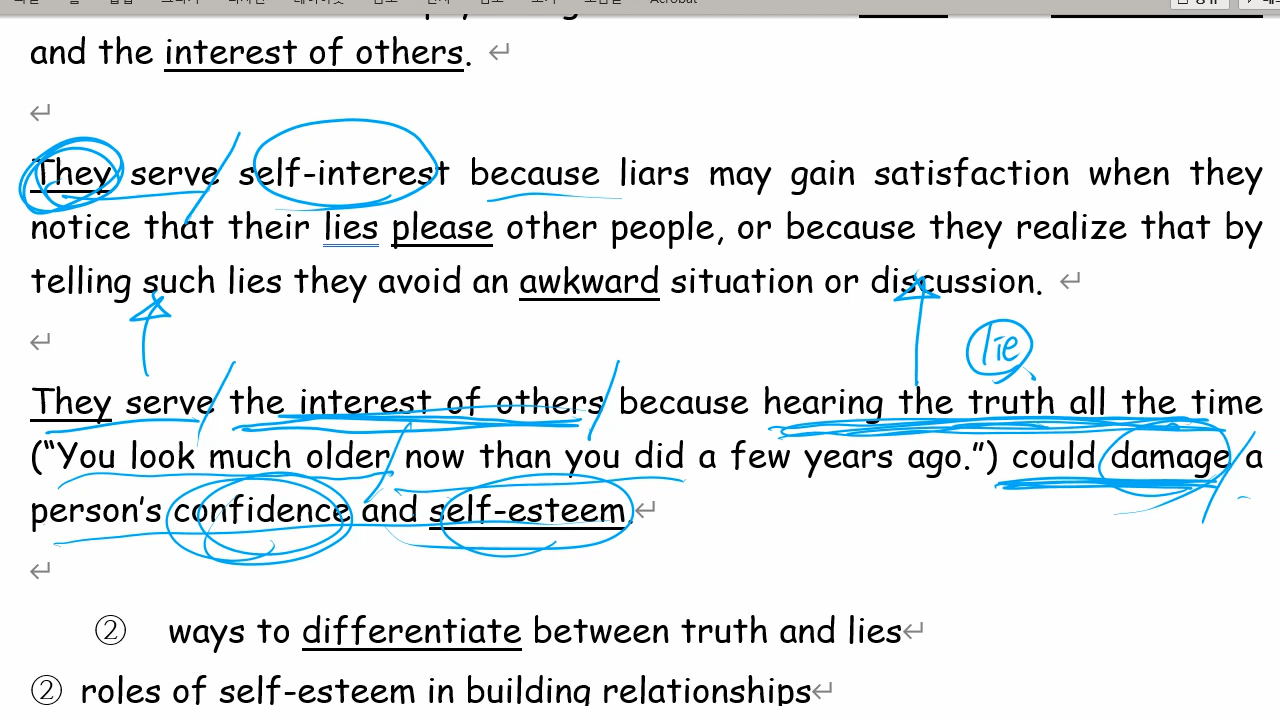 and the interest of others.
They serve self-interest because liars may gain satisfaction when they
notice that their lies please other people, or because they realize that by
telling such lies they avoid an awkward situation or discussion.
lie
They serve the interest of others because hearing the truth all the time
(“You look much older now than you did a few years ago.”) could damage a
person’s confidence and self-esteem.
② ways to differentiate between truth and lies
② roles of self-esteem in building relationships